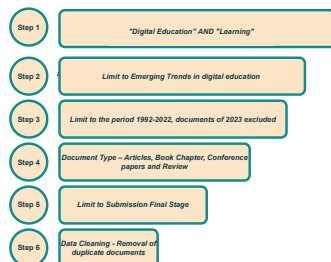 Step 1
"Digital Education" AND "Learning"
Step 2
Limit to Emerging Trends in digital education
Step 3
Limit to the period 1992-2022, documents of 2023 excluded
Step 4
Document Type – Articles, Book Chapter, Conference
papers and Review
Step 5
Limit to Submission Final Stage
Step 6
Data Cleaning - Removal of
duplicate documents